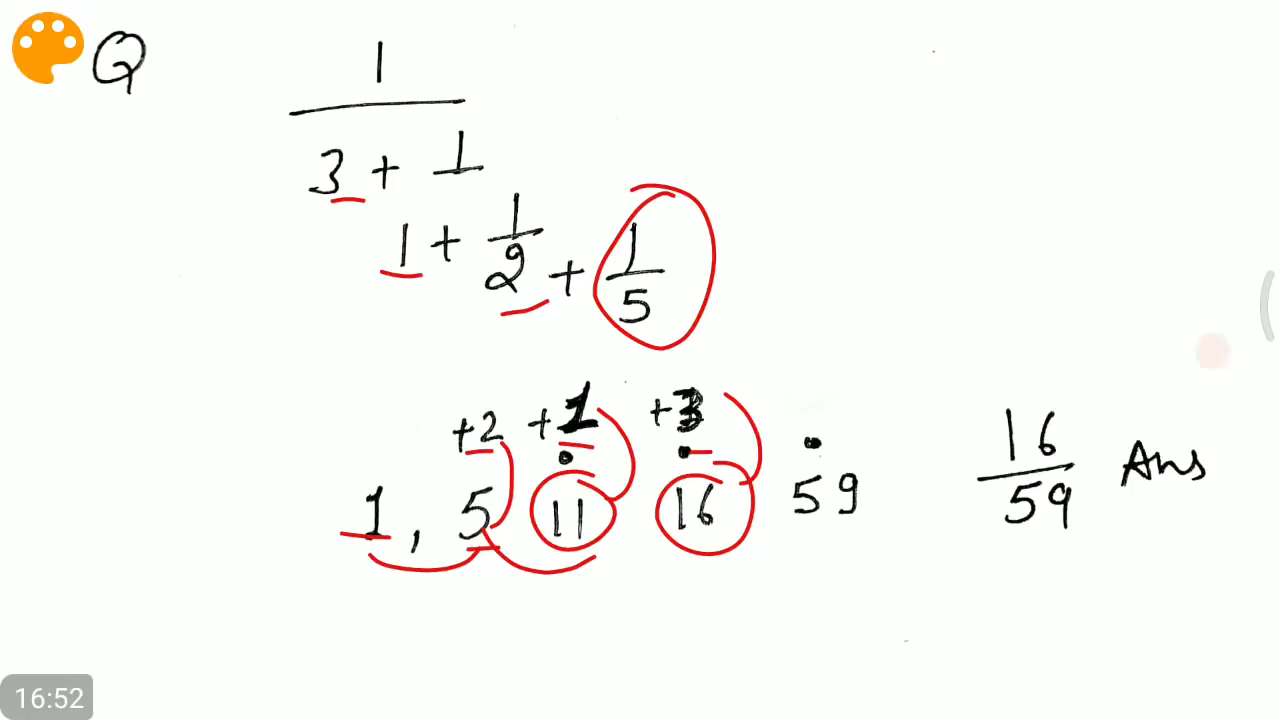 Q
1
3 + 1
1 + 1
2 + 1
5
+2 +1 +3
1, 5 11 16 59
16
59 Ans
16:52